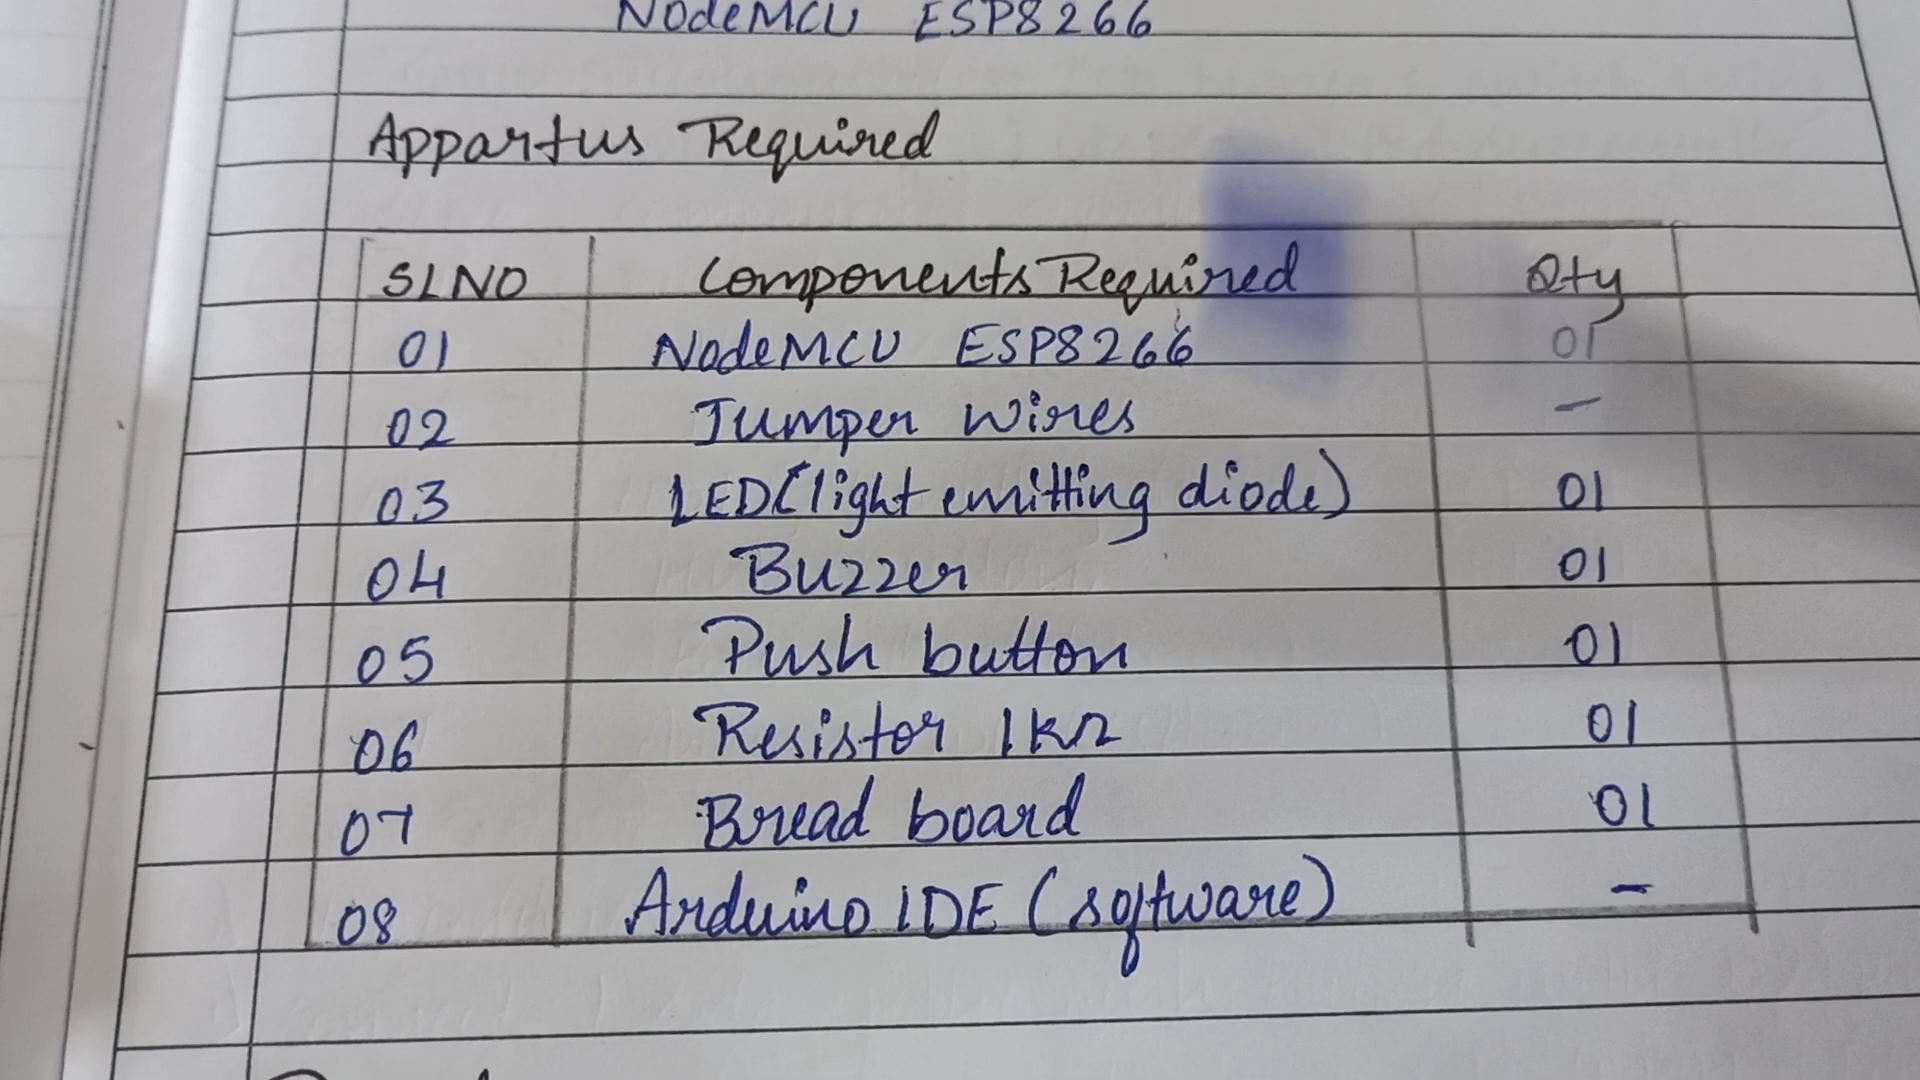 NodeMCU ESP8266
Appartus Required
SLNO Components Required Qty
01 NodeMCU ESP8266 01
02 Jumper wires -
03 LED(light emitting diode) 01
04 Buzzer 01
05 Push button 01
06 Resistor 1kΩ 01
07 Bread board 01
08 Arduino IDE (software) -